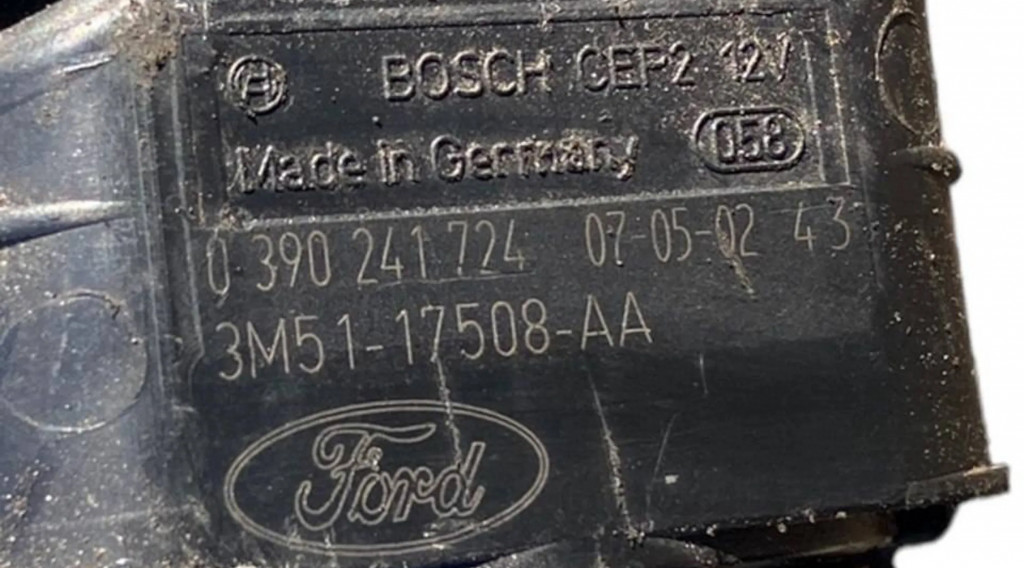 BOSCH CEP2 12V
Made in Germany 058
0 390 241 724 07-05-02 43
3M51-17508-AA
Ford